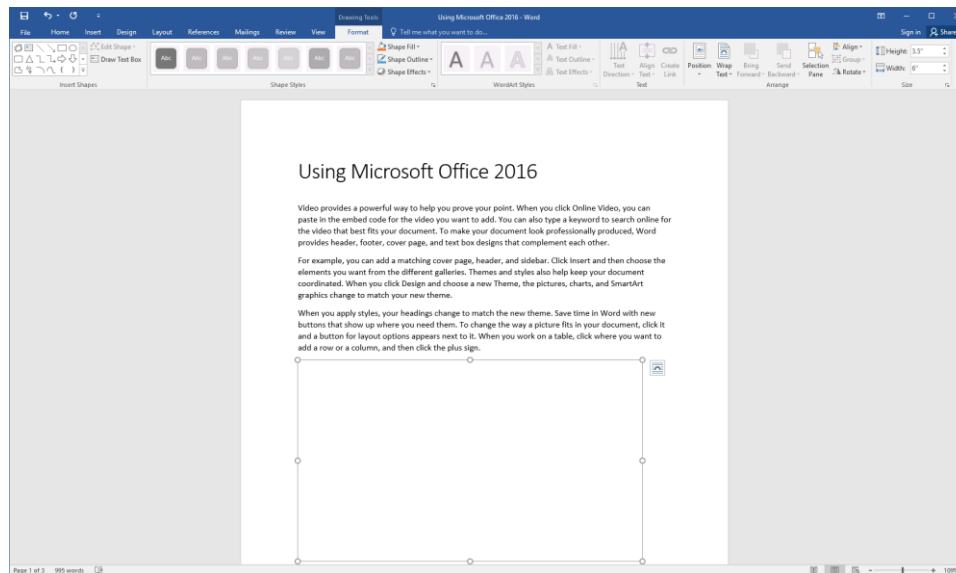 Drawing Tools
Using Microsoft Office 2016 - Word
File Home Insert Design Layout References Mailings Review View Format Tell me what you want to do... Sign in Share
Edit Shape
Draw Text Box
Insert Shapes
Abc Abc Abc Abc Abc Abc Abc
Shape Styles
Shape Fill
Shape Outline
Shape Effects
A A A
WordArt Styles
Text Fill
Text Outline
Text Effects
Text Direction
Align Text
Create Link
Text
Position
Wrap Text
Bring Forward
Send Backward
Selection Pane
Align
Group
Rotate
Arrange
Height: 3.5"
Width: 6"
Size
Using Microsoft Office 2016
Video provides a powerful way to help you prove your point. When you click Online Video, you can
paste in the embed code for the video you want to add. You can also type a keyword to search online for
the video that best fits your document. To make your document look professionally produced, Word
provides header, footer, cover page, and text box designs that complement each other.
For example, you can add a matching cover page, header, and sidebar. Click Insert and then choose the
elements you want from the different galleries. Themes and styles also help keep your document
coordinated. When you click Design and choose a new Theme, the pictures, charts, and SmartArt
graphics change to match your new theme.
When you apply styles, your headings change to match the new theme. Save time in Word with new
buttons that show up where you need them. To change the way a picture fits in your document, click it
and a button for layout options appears next to it. When you work on a table, click where you want to
add a row or a column, and then click the plus sign.
Page 1 of 3 995 words 109%